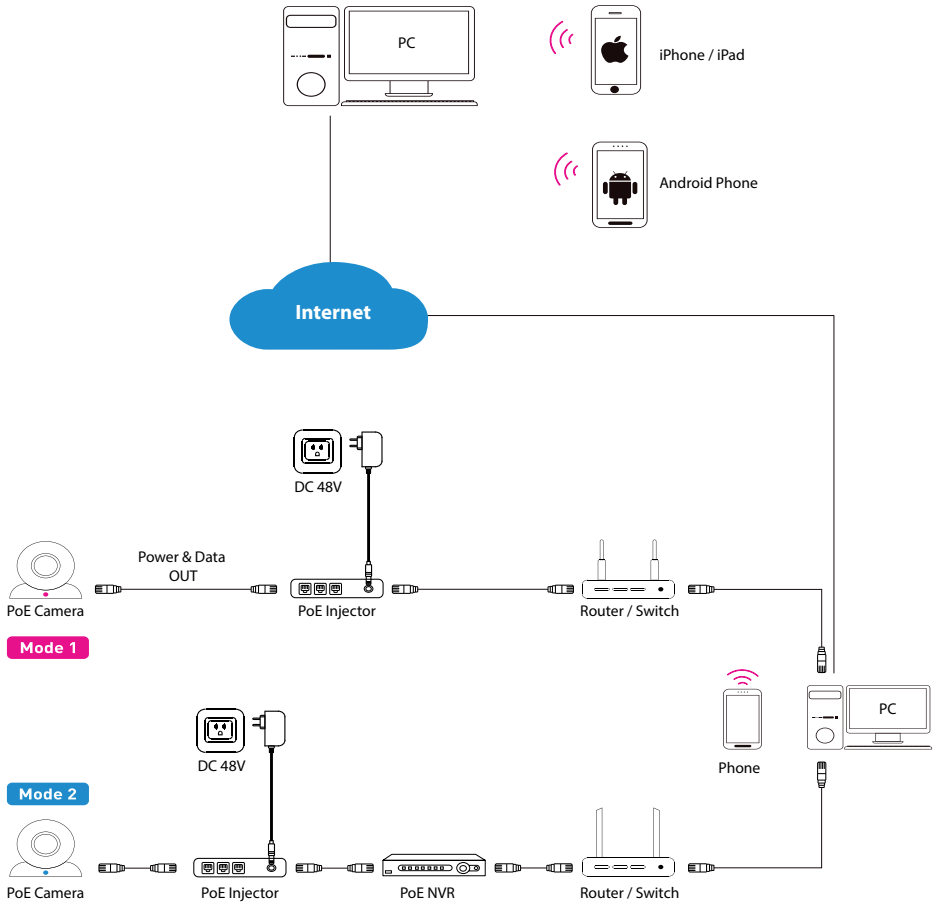 PC
iPhone / iPad
Android Phone
Internet
DC 48V
Power & Data
OUT
PoE Camera
PoE Injector
Router / Switch
Mode 1
PC
DC 48V
Phone
Mode 2
PoE Camera
PoE Injector
PoE NVR
Router / Switch